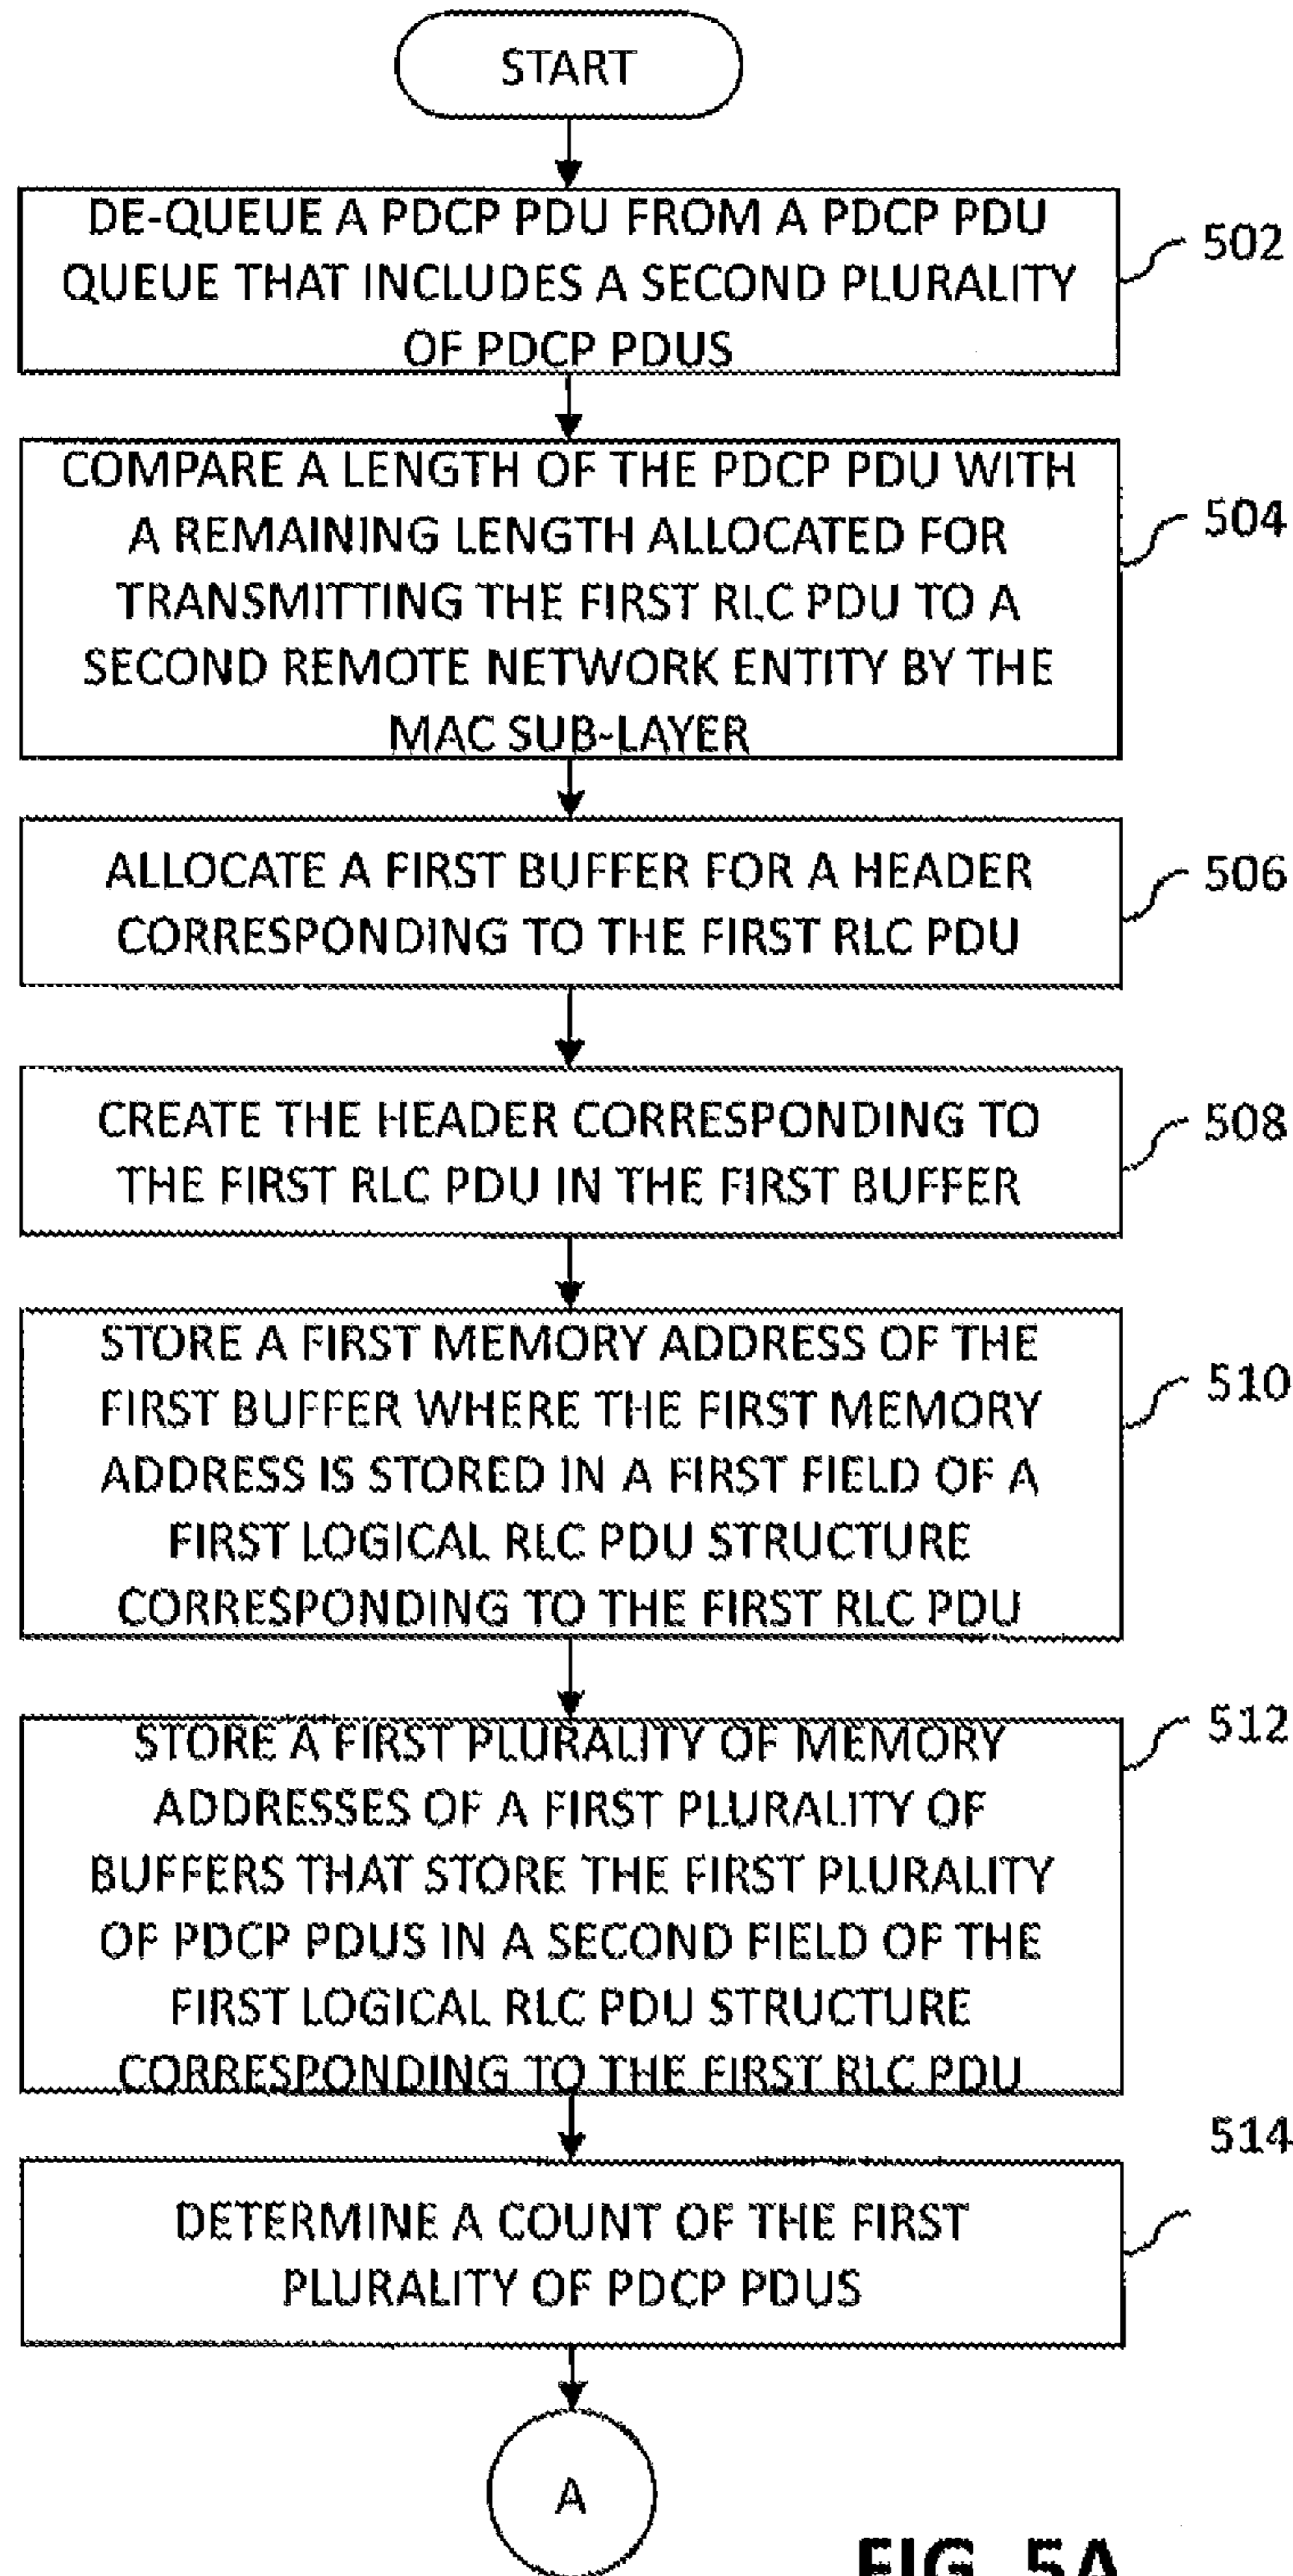 START
DE-QUEUE A PDCP PDU FROM A PDCP PDU
QUEUE THAT INCLUDES A SECOND PLURALITY
OF PDCP PDUS
502
COMPARE A LENGTH OF THE PDCP PDU WITH
A REMAINING LENGTH ALLOCATED FOR
TRANSMITTING THE FIRST RLC PDU TO A
SECOND REMOTE NETWORK ENTITY BY THE
MAC SUB-LAYER
504
ALLOCATE A FIRST BUFFER FOR A HEADER
CORRESPONDING TO THE FIRST RLC PDU
506
CREATE THE HEADER CORRESPONDING TO
THE FIRST RLC PDU IN THE FIRST BUFFER
508
STORE A FIRST MEMORY ADDRESS OF THE
FIRST BUFFER WHERE THE FIRST MEMORY
ADDRESS IS STORED IN A FIRST FIELD OF A
FIRST LOGICAL RLC PDU STRUCTURE
CORRESPONDING TO THE FIRST RLC PDU
510
STORE A FIRST PLURALITY OF MEMORY
ADDRESSES OF A FIRST PLURALITY OF
BUFFERS THAT STORE THE FIRST PLURALITY
OF PDCP PDUS IN A SECOND FIELD OF THE
FIRST LOGICAL RLC PDU STRUCTURE
CORRESPONDING TO THE FIRST RLC PDU
512
DETERMINE A COUNT OF THE FIRST
PLURALITY OF PDCP PDUS
514
A
FIG. 5A